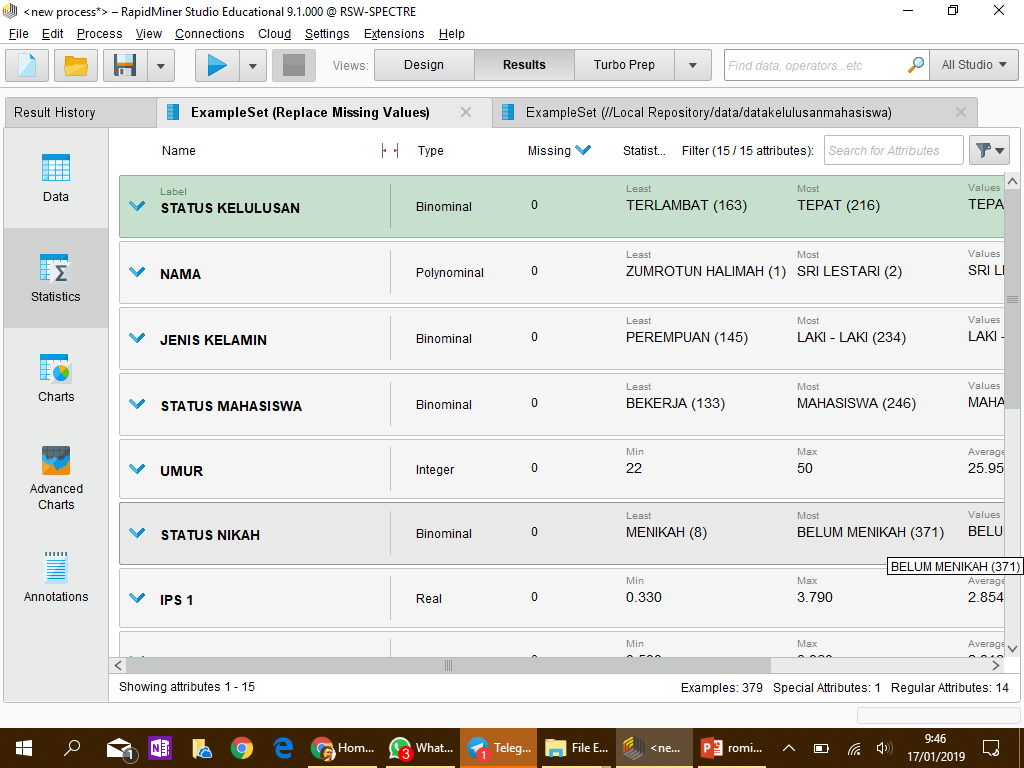 <new process*> – RapidMiner Studio Educational 9.1.000 @ RSW-SPECTRE
File Edit Process View Connections Cloud Settings Extensions Help
Views: Design Results Turbo Prep Find data, operators...etc All Studio
Result History ExampleSet (Replace Missing Values) ExampleSet (//Local Repository/data/datakelulusanmahasiswa)
Name Type Missing Statist... Filter (15 / 15 attributes): Search for Attributes
Data
Statistics
Charts
Advanced
Charts
Annotations
Label Least Most Values
STATUS KELULUSAN Binominal 0 TERLAMBAT (163) TEPAT (216) TEPA
Least Most Values
NAMA Polynominal 0 ZUMROTUN HALIMAH (1) SRI LESTARI (2) SRI LI
Least Most Values
JENIS KELAMIN Binominal 0 PEREMPUAN (145) LAKI - LAKI (234) LAKI -
Least Most Values
STATUS MAHASISWA Binominal 0 BEKERJA (133) MAHASISWA (246) MAHA
Min Max Average
UMUR Integer 0 22 50 25.95
Least Most Values
STATUS NIKAH Binominal 0 MENIKAH (8) BELUM MENIKAH (371) BELU
BELUM MENIKAH (371)
Min Max Average
IPS 1 Real 0 0.330 3.790 2.854
Min Max Average
Showing attributes 1 - 15 Examples: 379 Special Attributes: 1 Regular Attributes: 14
1 N Hom... 3 What... 1 Teleg... File E... <ne... romi...
9:46
17/01/2019